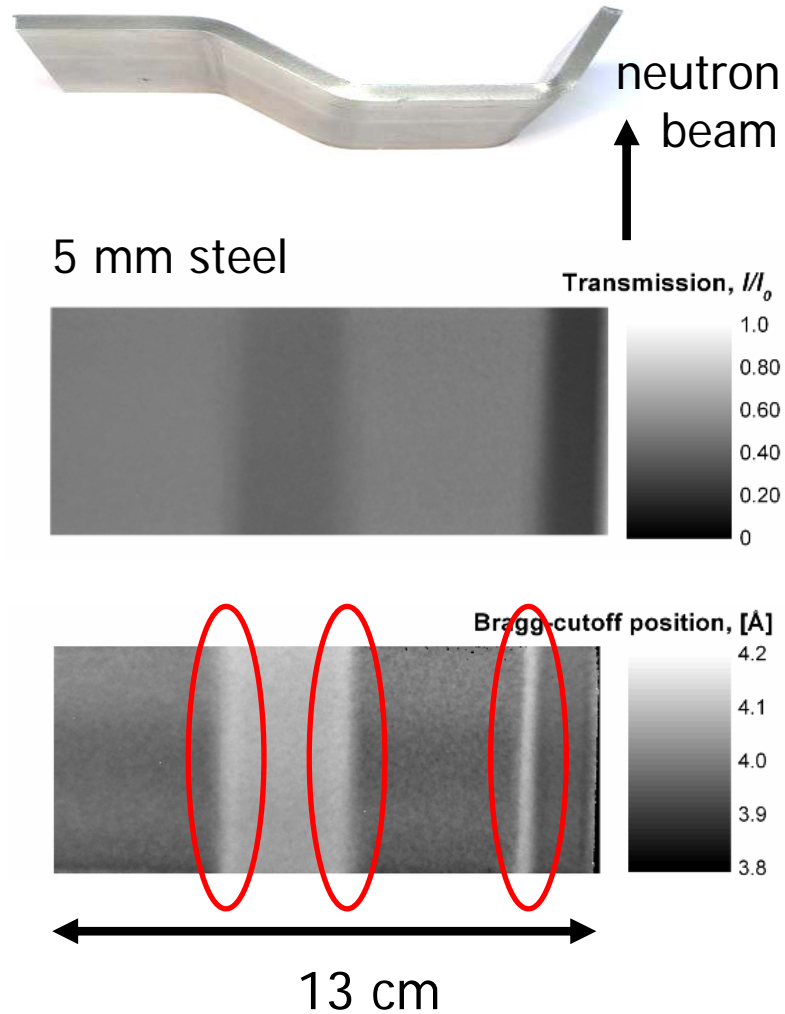 neutron
beam
5 mm steel
Transmission, I/I0
1.0
0.80
0.60
0.40
0.20
0
Bragg-cutoff position, [Å]
4.2
4.1
4.0
3.9
3.8
13 cm